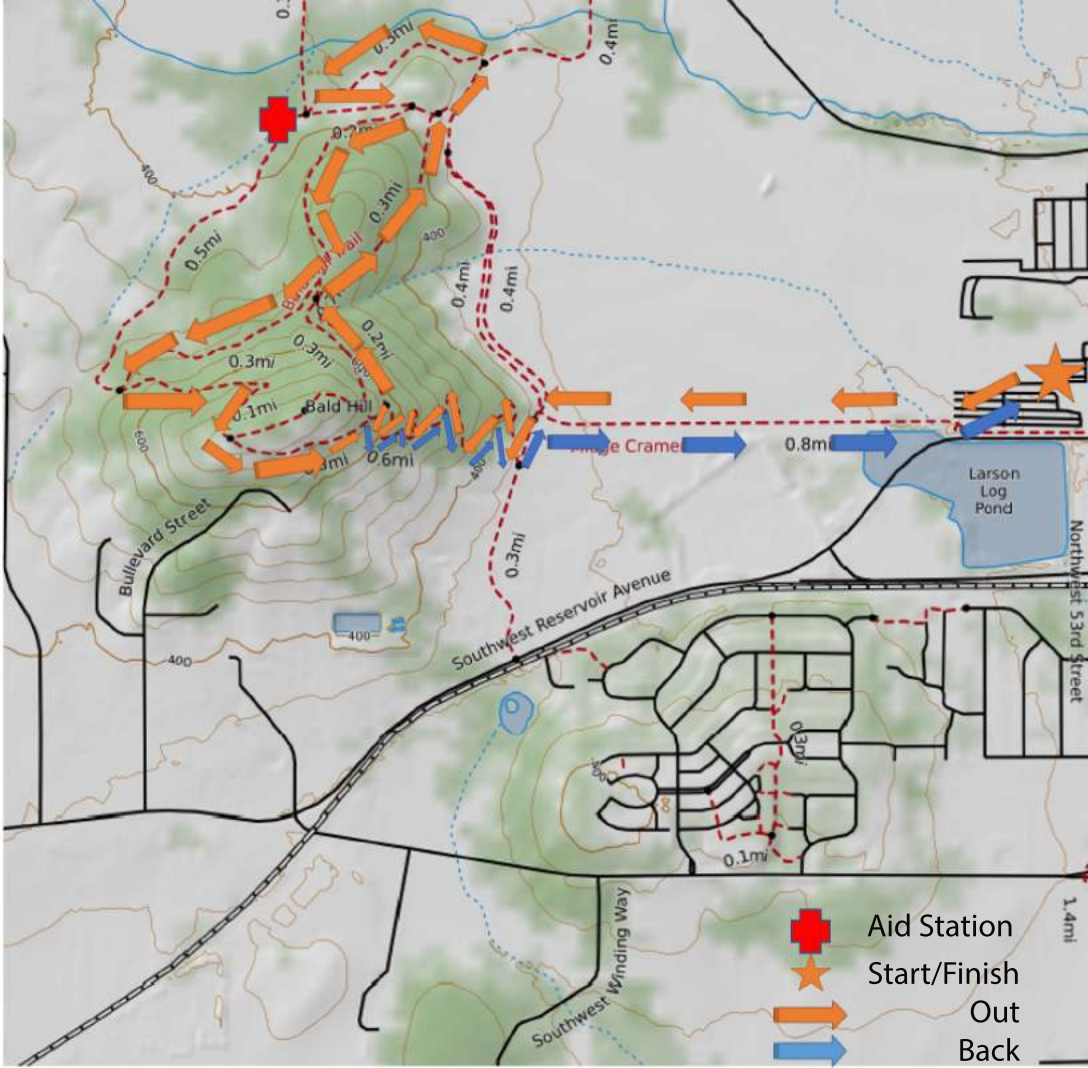 0.5mi
0.4mi
0.2mi
400
0.3mi
400
0.5mi
0.4mi
0.4mi
0.2mi
0.3mi
0.3mi
0.1mi
Bald Hill
600
0.6mi
400
0.8mi
Larson
Log
Pond
0.3mi
Bullevard Street
Southwest Reservoir Avenue
Northwest 53rd Street
400
400
0.3mi
500
0.1mi
1.4mi
Southwest Winding Way
Aid Station
Start/Finish
Out
Back